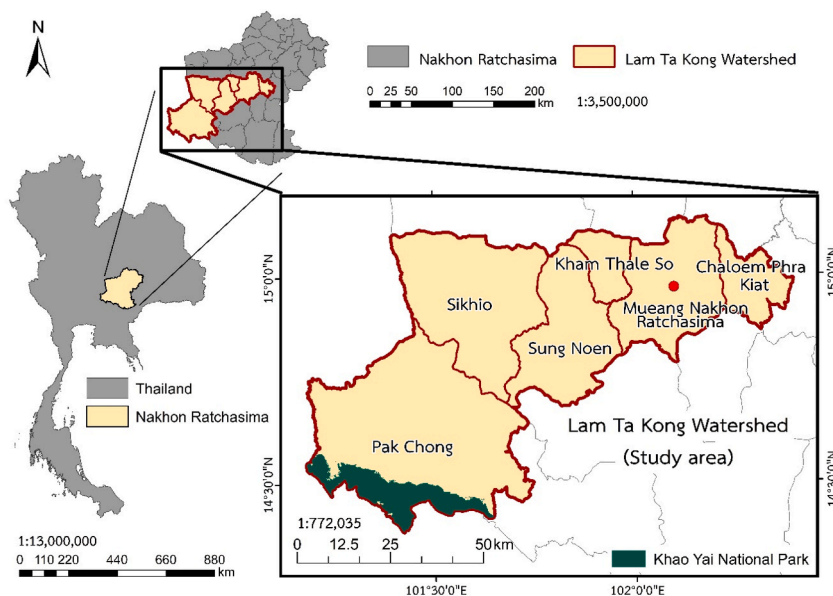 N
Nakhon Ratchasima
Lam Ta Kong Watershed
0 25 50 100 150 200
km
1:3,500,000
Thailand
Nakhon Ratchasima
1:13,000,000
0 110 220 440 660 880
km
Sikhio
Kham Thale So
Chaloem Phra
Kiat
Mueang Nakhon
Ratchasima
Sung Noen
Pak Chong
Lam Ta Kong Watershed
(Study area)
1:772,035
0 12.5 25 50 km
Khao Yai National Park
15°0'0"N
14°30'0"N
15°0'0"N
14°30'0"N
101°30'0"E
102°0'0"E